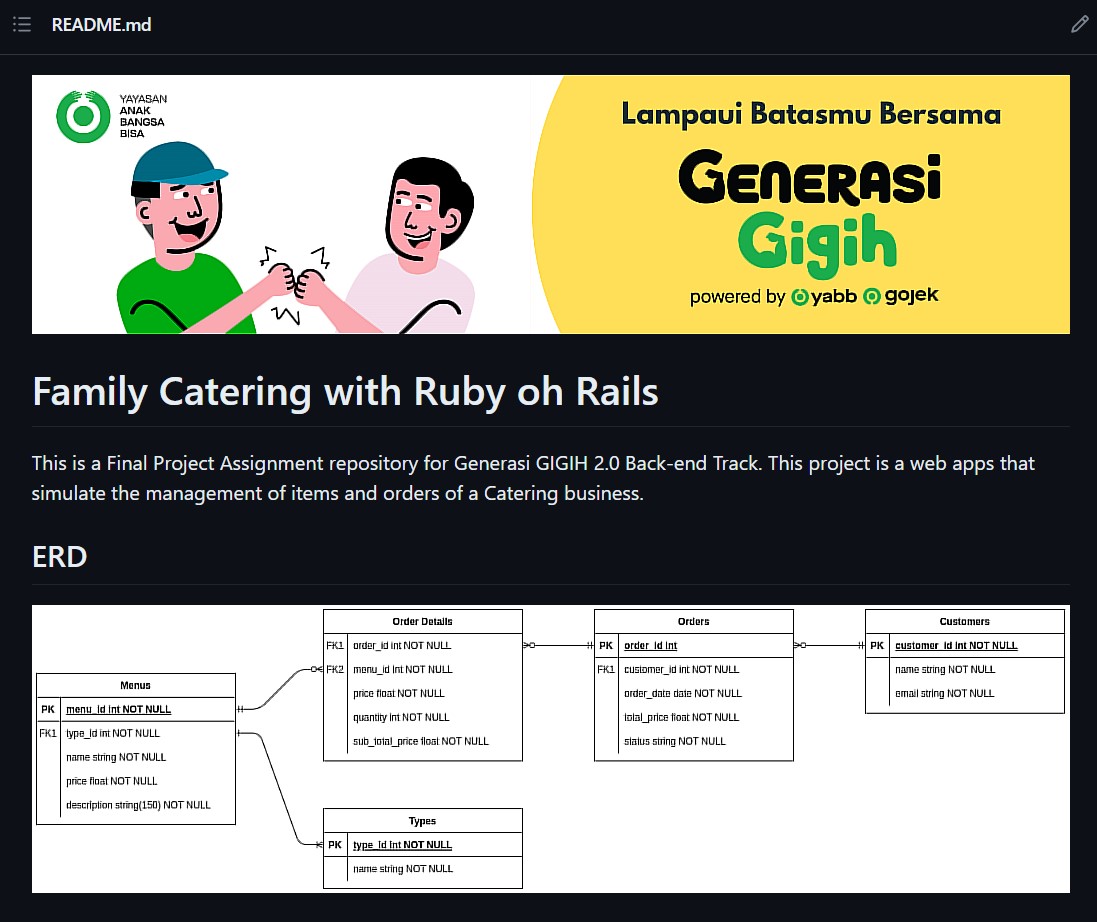 README.md
YAYASAN
ANAK
BANGSA
BISA
Lampaui Batasmu Bersama
GENERASI
Gigih
powered by yabb gojek
Family Catering with Ruby oh Rails
This is a Final Project Assignment repository for Generasi GIGIH 2.0 Back-end Track. This project is a web apps that
simulate the management of items and orders of a Catering business.
ERD
Menus
PK menu_id int NOT NULL
FK1 type_id int NOT NULL
name string NOT NULL
price float NOT NULL
description string(150) NOT NULL
Order Details
FK1 order_id int NOT NULL
FK2 menu_id int NOT NULL
price float NOT NULL
quantity int NOT NULL
sub_total_price float NOT NULL
Types
PK type_id int NOT NULL
name string NOT NULL
Orders
PK order_id int
FK1 customer_id int NOT NULL
order_date date NOT NULL
total_price float NOT NULL
status string NOT NULL
Customers
PK customer_id int NOT NULL
name string NOT NULL
email string NOT NULL